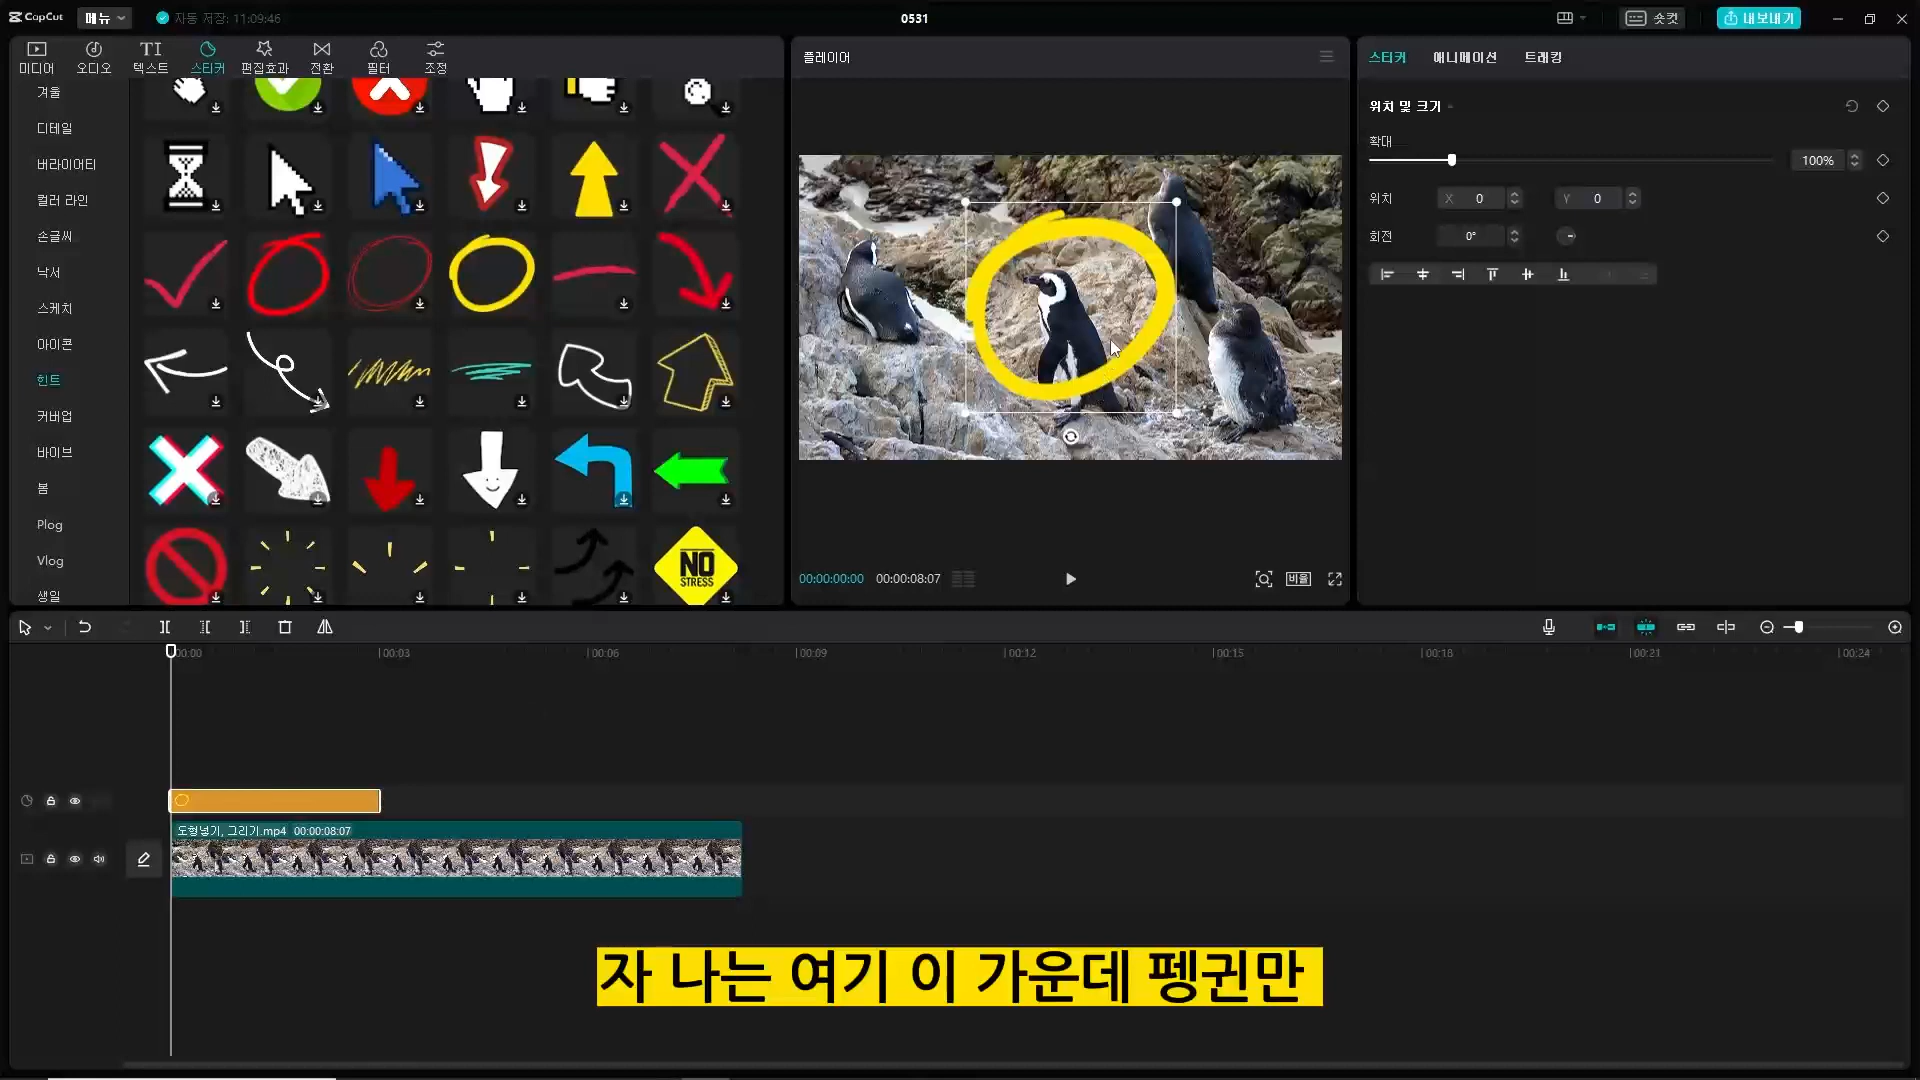 CapCut
메뉴
자동 저장: 11:09:46
0531
숏컷
내보내기
미디어
오디오
TI
텍스트
스티커
편집효과
전환
필터
조정
겨울
디테일
버라이어티
컬러 라인
손글씨
낙서
스케치
아이콘
힌트
커버업
바이브
봄
Plog
Vlog
생일
NO
STRESS
플레이어
00:00:00:00 00:00:08:07
비율
스티커
애니메이션
트래킹
위치 및 크기
확대
100%
위치
X 0
Y 0
회전
0°
00:00
00:03
00:06
00:09
00:12
00:15
00:18
00:21
00:24
도형넣기, 그리기.mp4 00:00:08:07
자 나는 여기 이 가운데 펭귄만